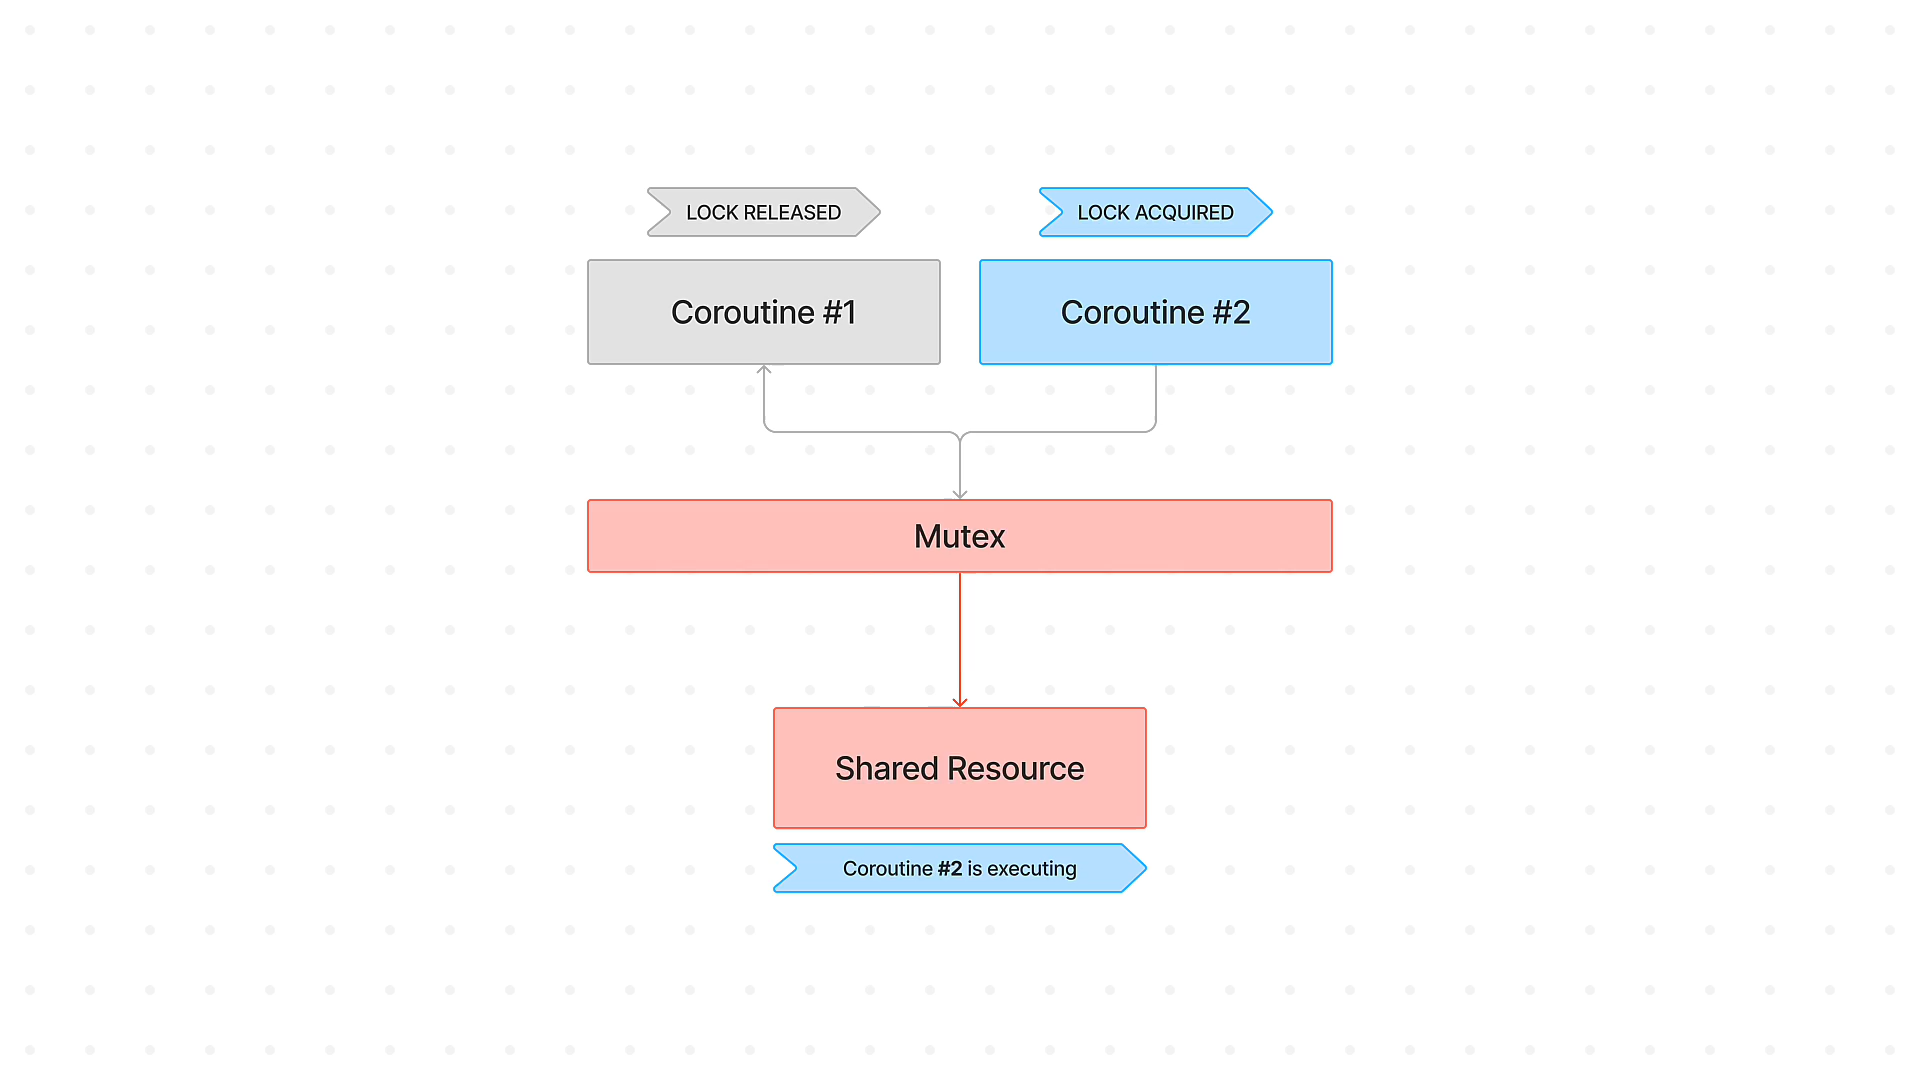 LOCK RELEASED
LOCK ACQUIRED
Coroutine #1
Coroutine #2
Mutex
Shared Resource
Coroutine #2 is executing